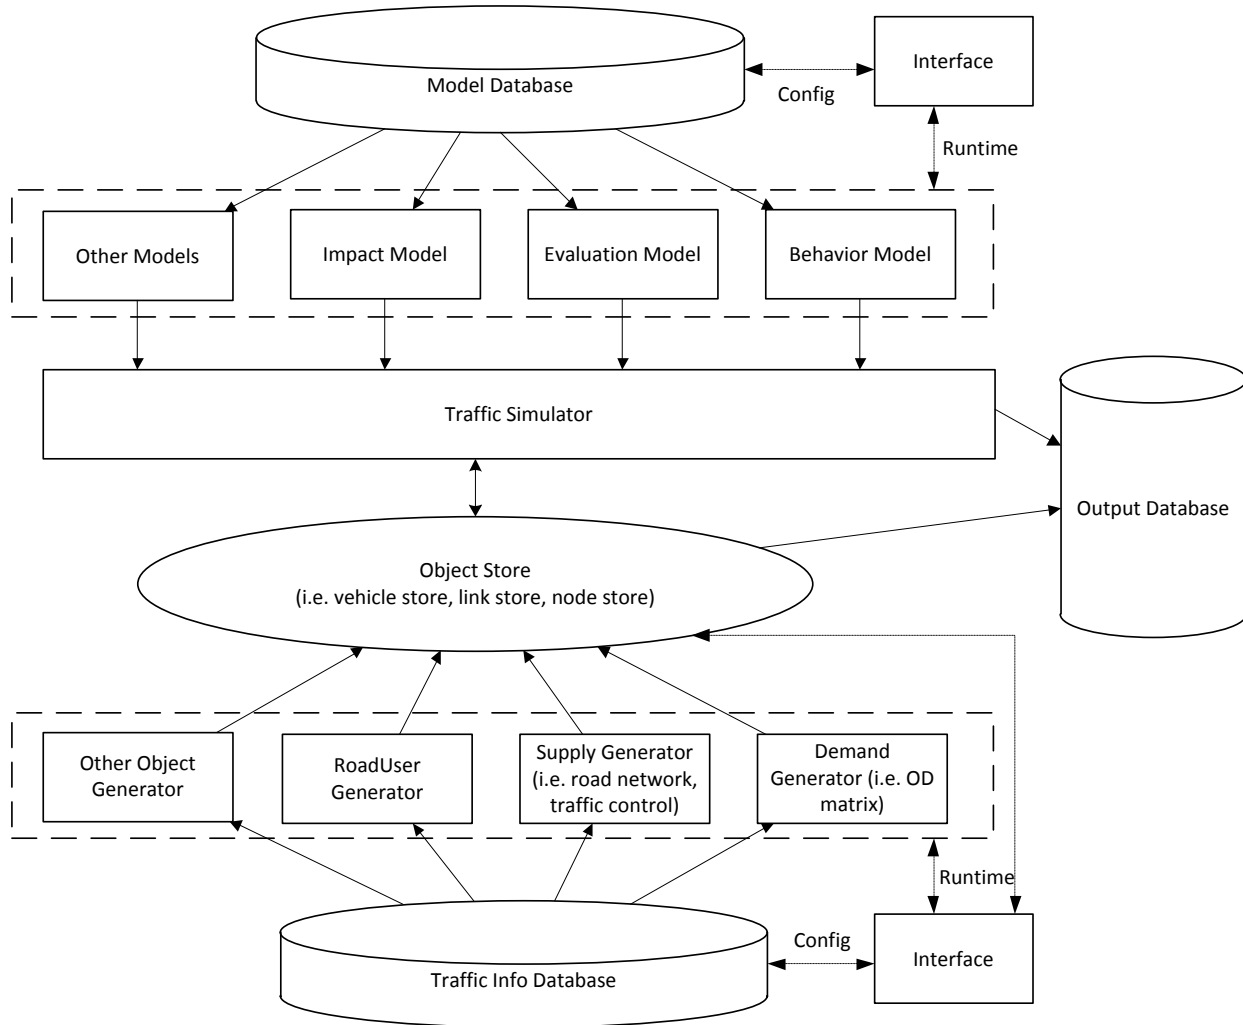 Model Database
Config
Interface
Runtime
Other Models
Impact Model
Evaluation Model
Behavior Model
Traffic Simulator
Output Database
Object Store
(i.e. vehicle store, link store, node store)
Other Object
Generator
RoadUser
Generator
Supply Generator
(i.e. road network,
traffic control)
Demand
Generator (i.e. OD
matrix)
Runtime
Config
Interface
Traffic Info Database